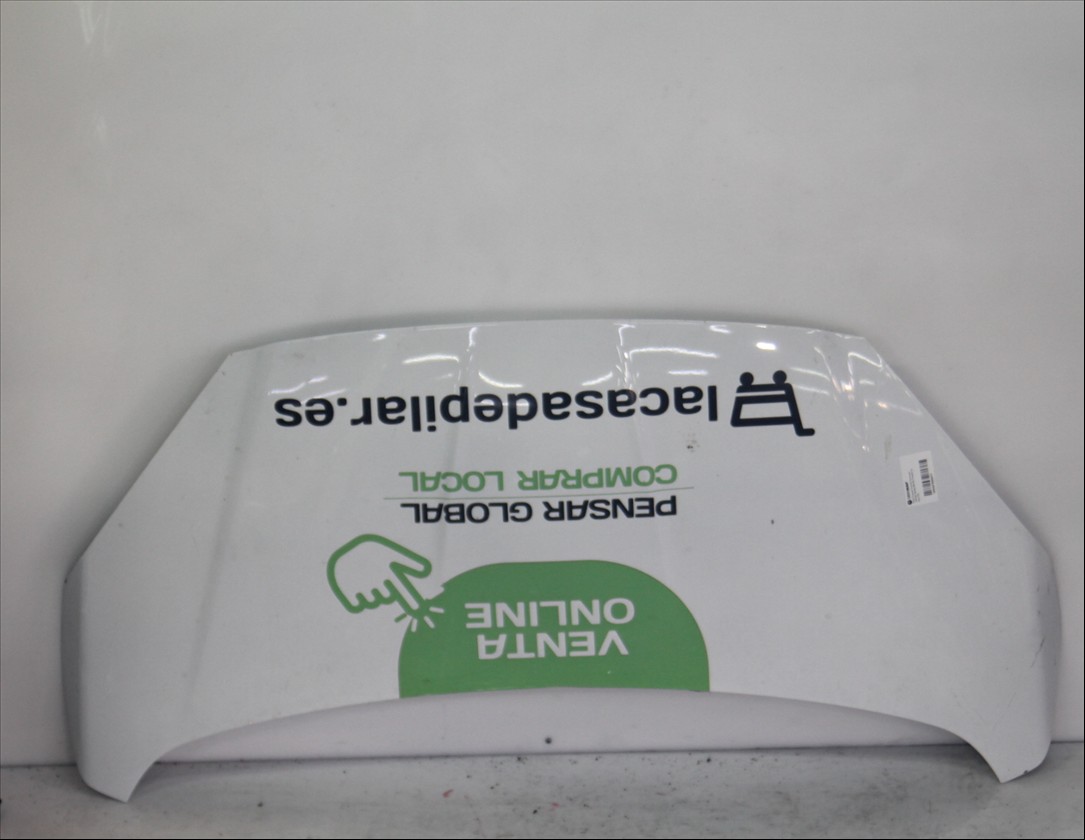 VENTA
ONLINE
PENSAR GLOBAL
COMPRAR LOCAL
lacasadepilar.es